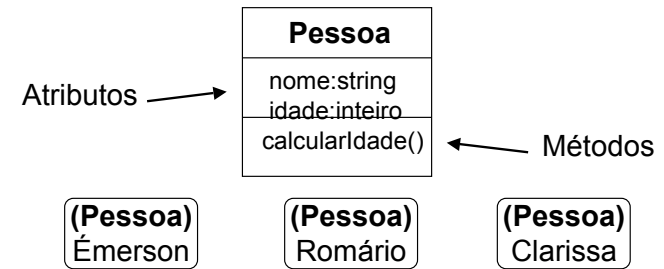 Pessoa
Atributos
nome:string
idade:inteiro
calcularIdade()
Métodos
(Pessoa)
Émerson
(Pessoa)
Romário
(Pessoa)
Clarissa